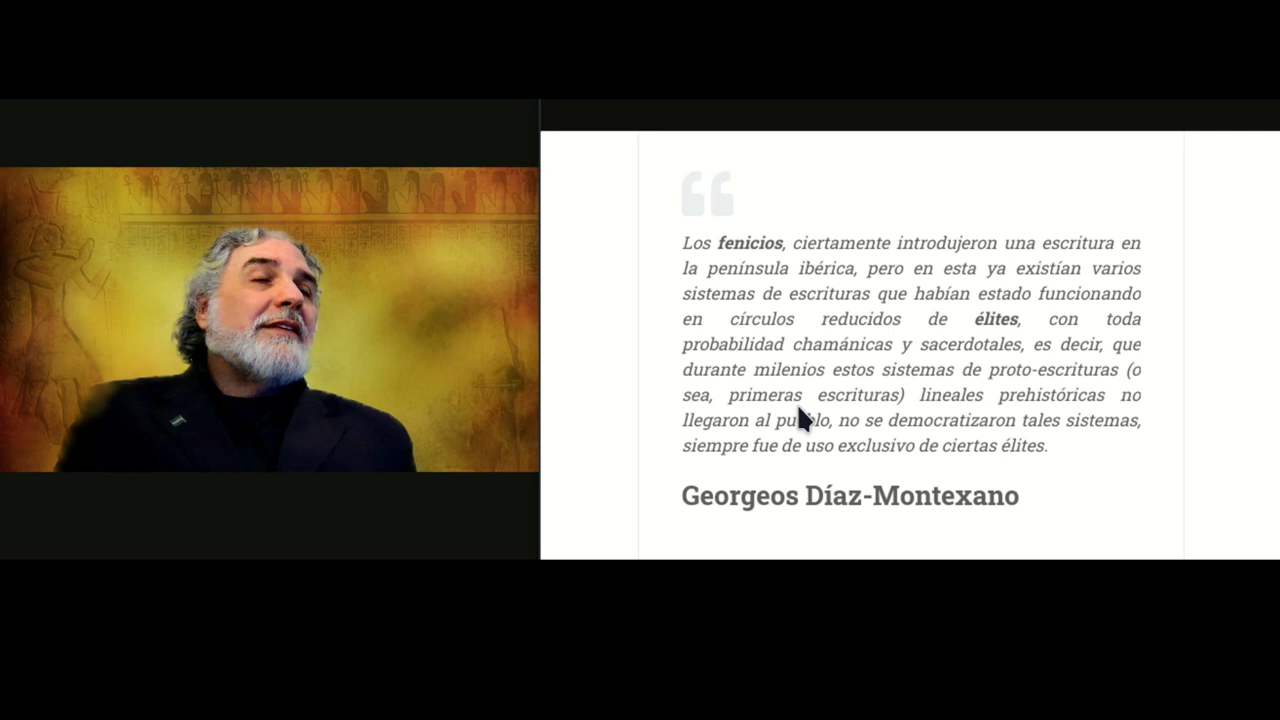 Los fenicios, ciertamente introdujeron una escritura en
la península ibérica, pero en esta ya existían varios
sistemas de escrituras que habían estado funcionando
en círculos reducidos de élites, con toda
probabilidad chamánicas y sacerdotales, es decir, que
durante milenios estos sistemas de proto-escrituras (o
sea, primeras escrituras) lineales prehistóricas no
llegaron al pueblo, no se democratizaron tales sistemas,
siempre fue de uso exclusivo de ciertas élites.
Georgeos Díaz-Montexano